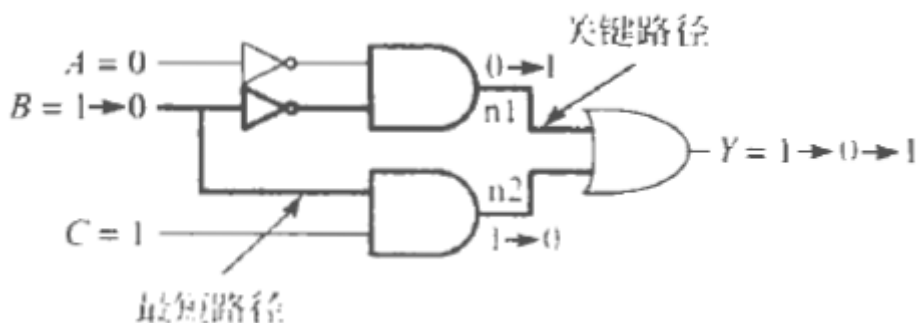 关键路径
A = 0
0→1
B = 1→0
n1
Y = 1→0→1
n2
C = 1
1→0
最短路径